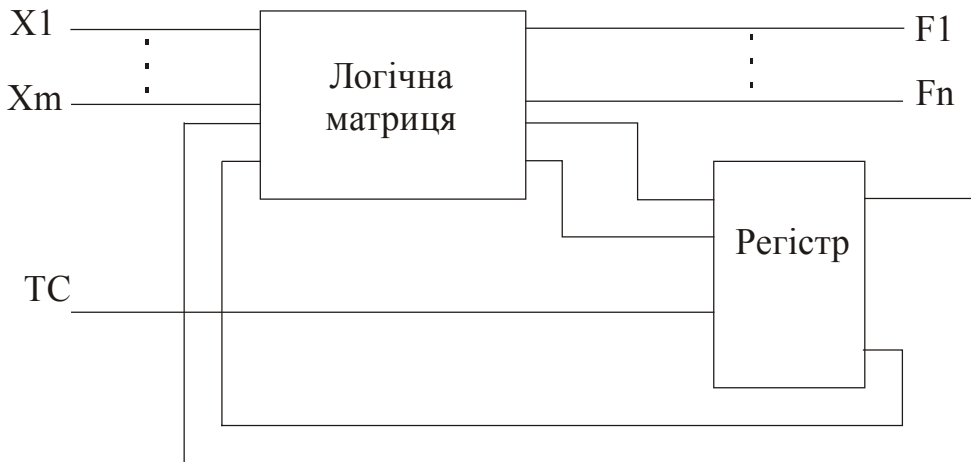 X1
F1
Логічна
матриця
Xm
Fn
Регістр
TC